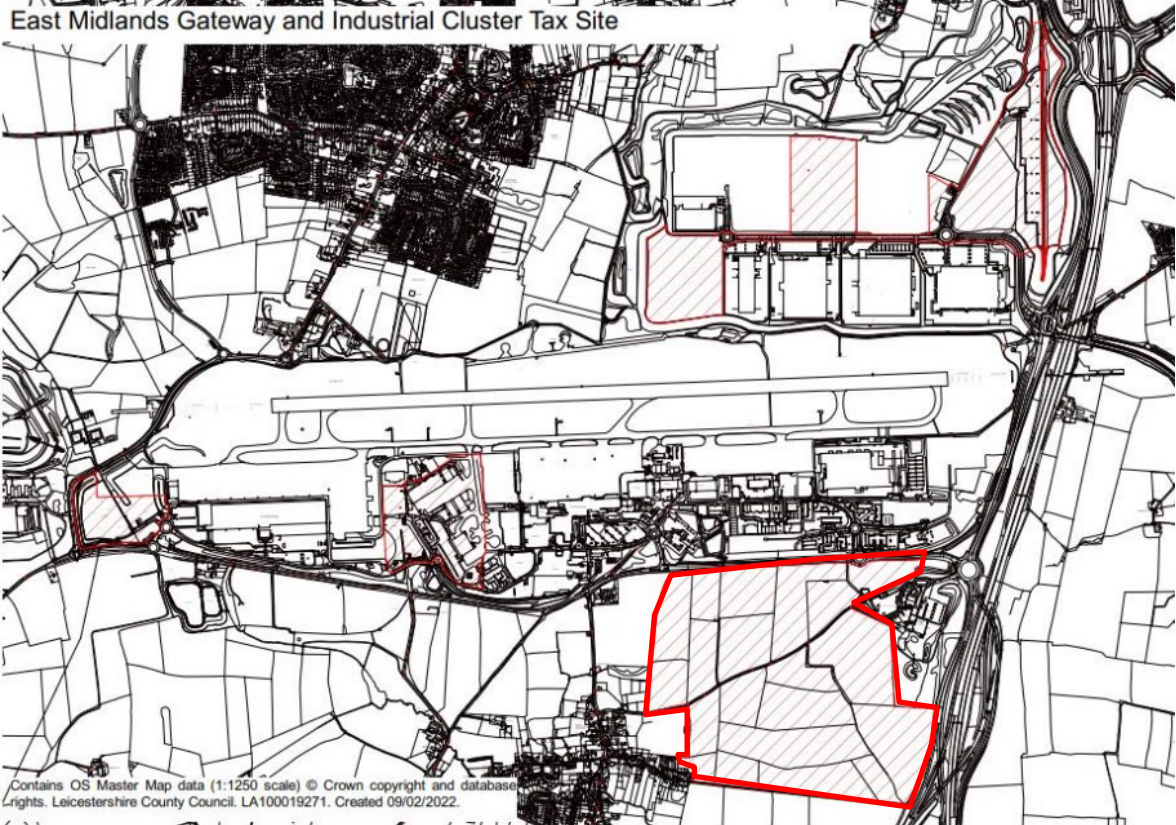 East Midlands Gateway and Industrial Cluster Tax Site
Contains OS Master Map data (1:1250 scale) © Crown copyright and database
rights. Leicestershire County Council. LA100019271. Created 09/02/2022.